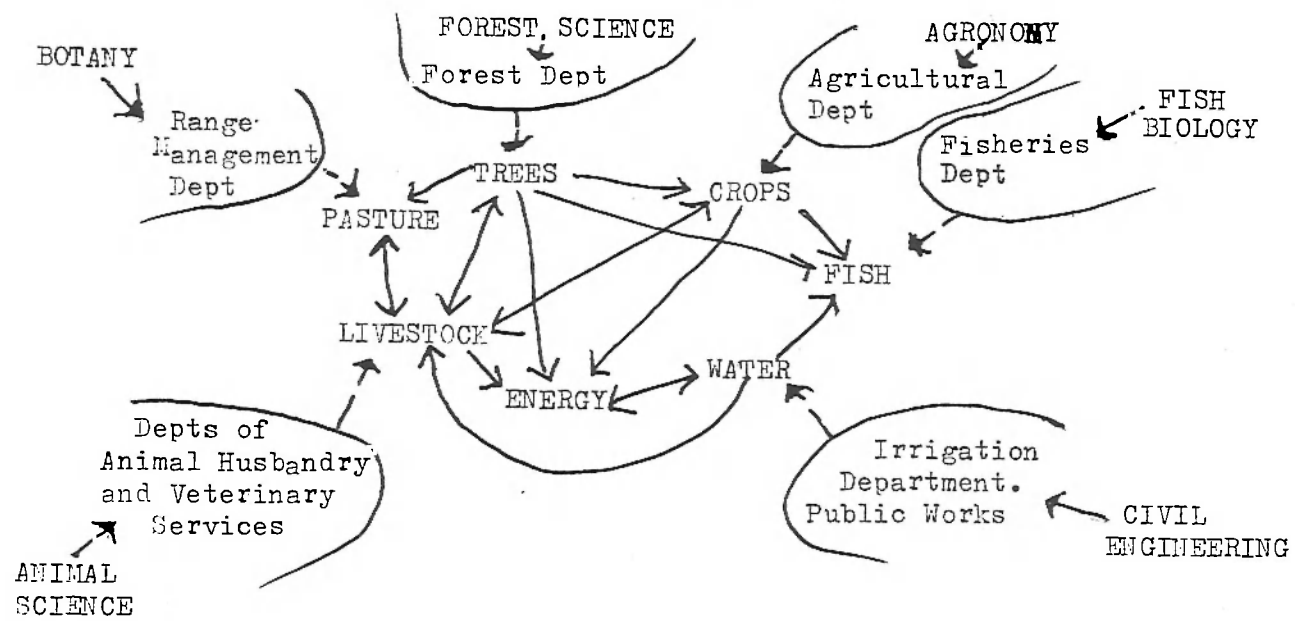 FOREST SCIENCE
Forest Dept
AGRONOMY
Agricultural
Dept
BOTANY
Range
Management
Dept
FISH
BIOLOGY
Fisheries
Dept
TREES
CROPS
PASTURE
FISH
LIVESTOCK
WATER
ENERGY
Depts of
Animal Husbandry
and Veterinary
Services
Irrigation
Department.
Public Works
CIVIL
ENGINEERING
ANIMAL
SCIENCE